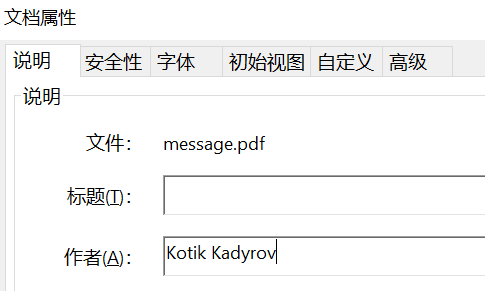 文档属性
说明 安全性 字体 初始视图 自定义 高级
说明
文件： message.pdf
标题(T)：
作者(A)： Kotik Kadyrov